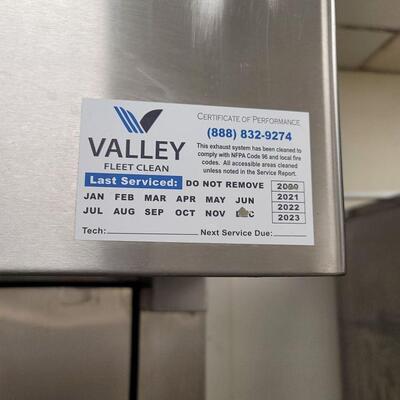 CERTIFICATE OF PERFORMANCE
(888) 832-9274
VALLEY
FLEET CLEAN
This exhaust system has been cleaned to
comply with NFPA Code 96 and local fire
codes. All accessible areas cleaned
unless noted in the Service Report.
Last Serviced: DO NOT REMOVE 2020
JAN FEB MAR APR MAY JUN 2021
JUL AUG SEP OCT NOV DEC 2022
2023
Tech: Next Service Due: